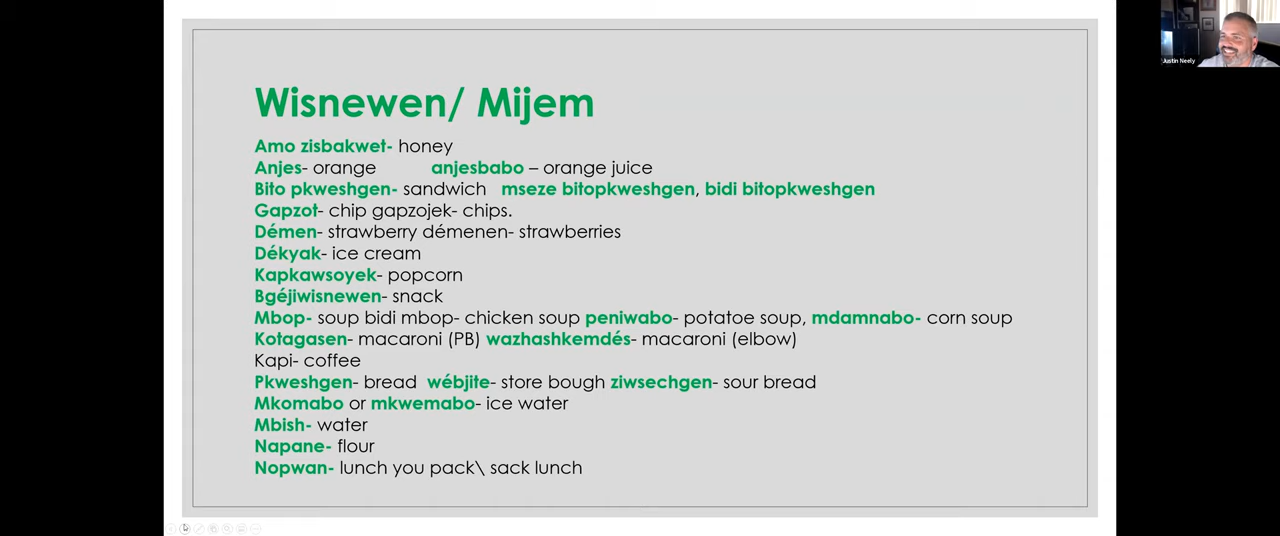 Wisnewen/ Mijem
Amo zisbakwet- honey
Anjes- orange anjesbabo – orange juice
Bito pkweshgen- sandwich mseze bitopkweshgen, bidi bitopkweshgen
Gapzot- chip gapzojek- chips.
Démen- strawberry démenen- strawberries
Dékyak- ice cream
Kapkawsoyek- popcorn
Bgéjiwisnewen- snack
Mbop- soup bidi mbop- chicken soup peniwabo- potatoe soup, mdamnabo- corn soup
Kotagasen- macaroni (PB) wazhashkemdés- macaroni (elbow)
Kapi- coffee
Pkweshgen- bread wébjite- store bough ziwsechgen- sour bread
Mkomabo or mkwemabo- ice water
Mbish- water
Napane- flour
Nopwan- lunch you pack\ sack lunch
Justin Neely